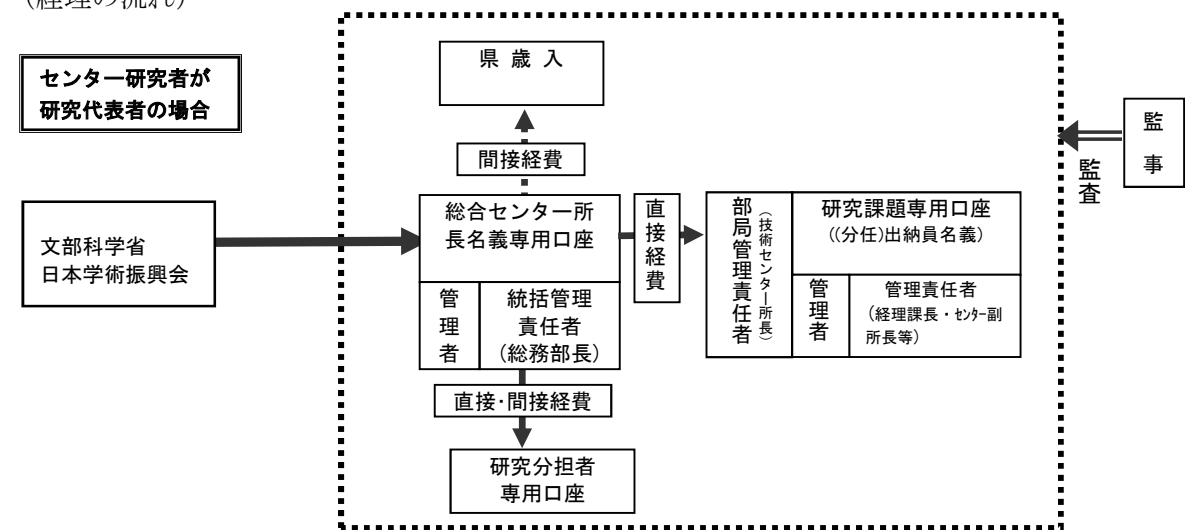 (経理の流れ)
センター研究者が
研究代表者の場合
県 歳 入
間接経費
文部科学省
日本学術振興会
総合センター所
長名義専用口座
管理者
統括管理
責任者
(総務部長)
直接経費
部局管理責任者
(技術センター所長)
研究課題専用口座
((分任)出納員名義)
管理者
管理責任者
(経理課長・センター副
所長等)
直接・間接経費
研究分担者
専用口座
監査
監事